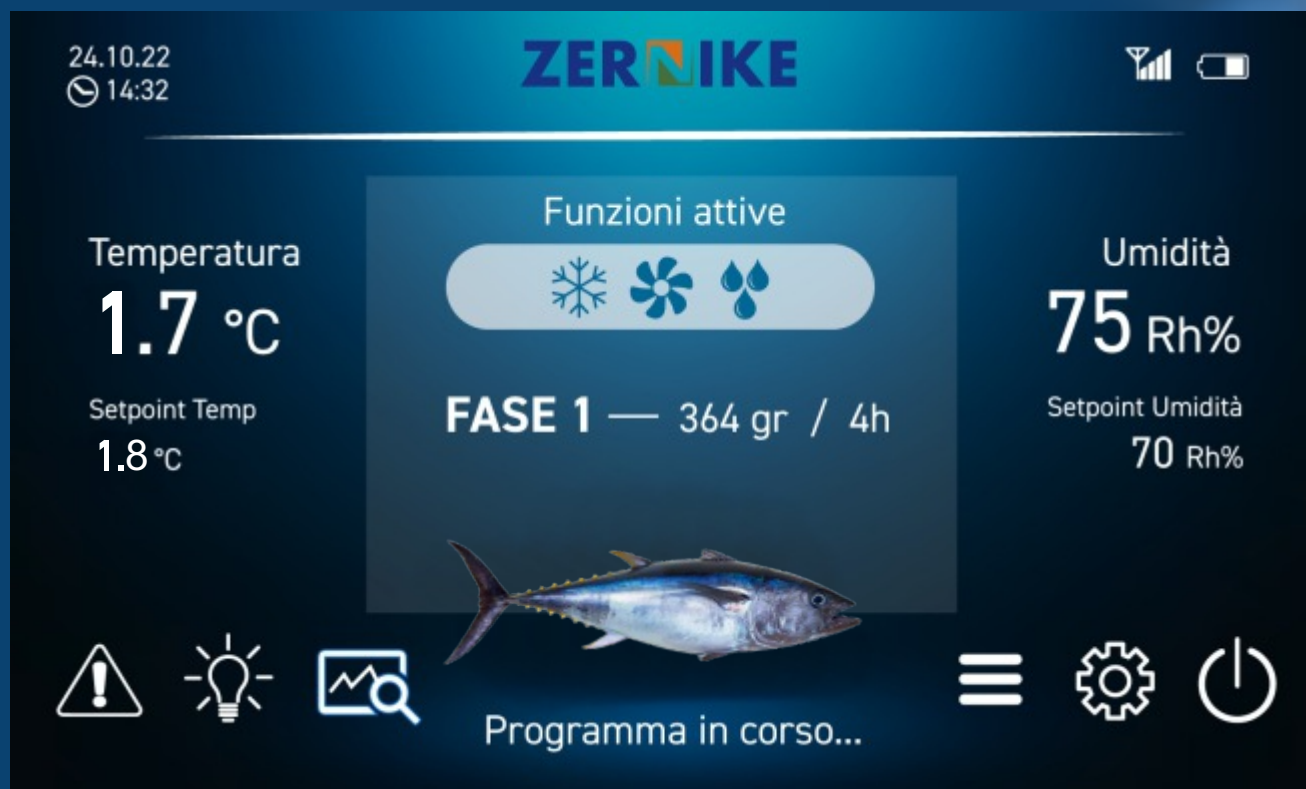 24.10.22
14:32
ZERNIKE
Funzioni attive
Temperatura
1.7 °C
Setpoint Temp
1.8 °C
FASE 1 — 364 gr / 4h
Umidità
75 Rh%
Setpoint Umidità
70 Rh%
Programma in corso...